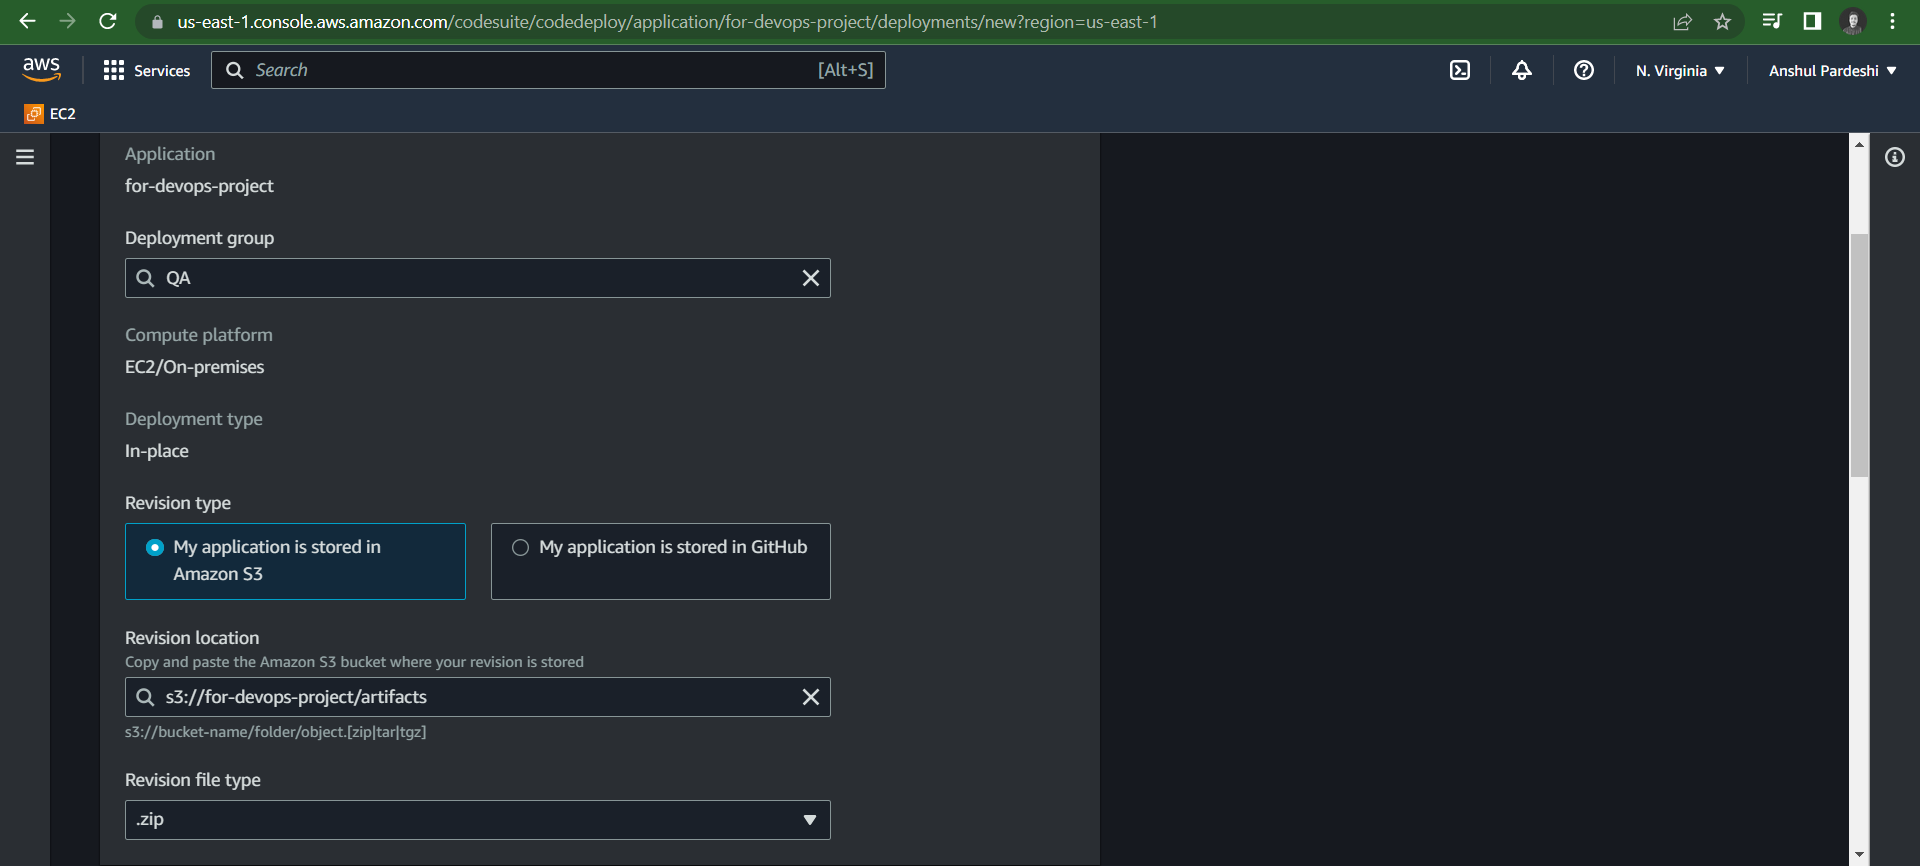 us-east-1.console.aws.amazon.com/codesuite/codedeploy/application/for-devops-project/deployments/new?region=us-east-1
aws
Services
Search
[Alt+S]
N. Virginia
Anshul Pardeshi
EC2
Application
for-devops-project
Deployment group
QA
Compute platform
EC2/On-premises
Deployment type
In-place
Revision type
My application is stored in
Amazon S3
My application is stored in GitHub
Revision location
Copy and paste the Amazon S3 bucket where your revision is stored
s3://for-devops-project/artifacts
s3://bucket-name/folder/object.[zip|tar|tgz]
Revision file type
.zip